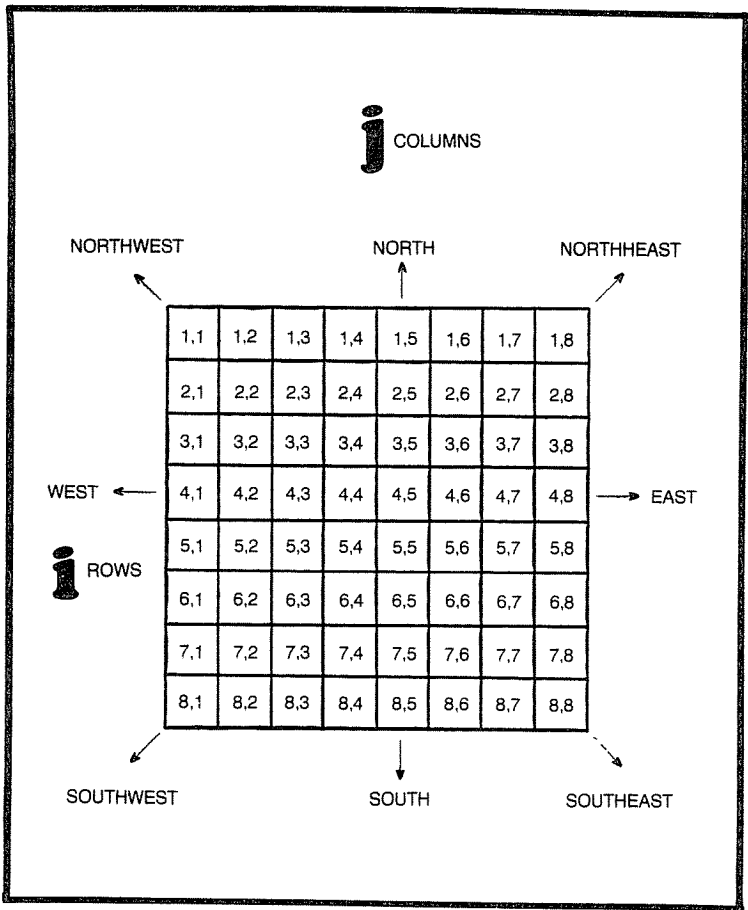 j COLUMNS
NORTHWEST NORTH NORTHHEAST
1,1 1,2 1,3 1,4 1,5 1,6 1,7 1,8
2,1 2,2 2,3 2,4 2,5 2,6 2,7 2,8
3,1 3,2 3,3 3,4 3,5 3,6 3,7 3,8
WEST 4,1 4,2 4,3 4,4 4,5 4,6 4,7 4,8 EAST
5,1 5,2 5,3 5,4 5,5 5,6 5,7 5,8
i ROWS
6,1 6,2 6,3 6,4 6,5 6,6 6,7 6,8
7,1 7,2 7,3 7,4 7,5 7,6 7,7 7,8
8,1 8,2 8,3 8,4 8,5 8,6 8,7 8,8
SOUTHWEST SOUTH SOUTHEAST